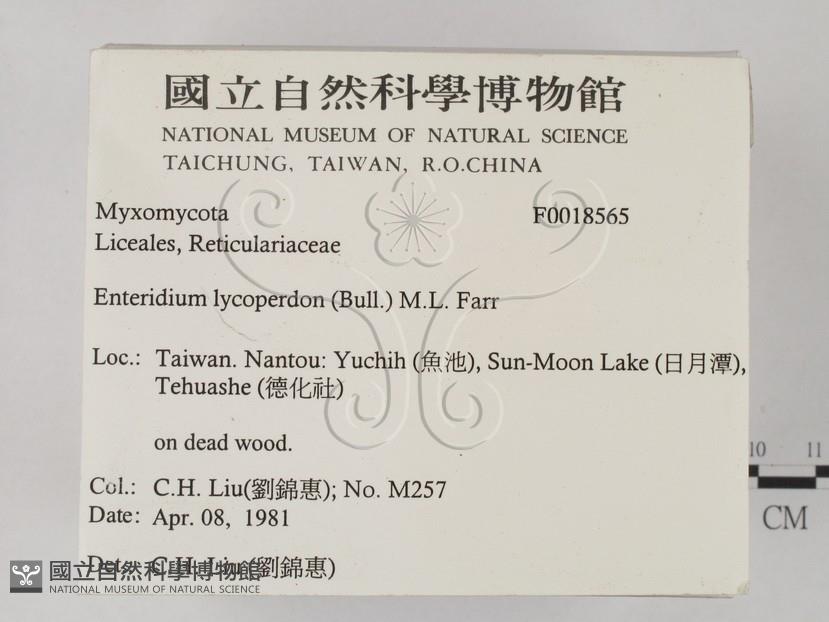 國立自然科學博物館
NATIONAL MUSEUM OF NATURAL SCIENCE
TAICHUNG, TAIWAN, R.O.CHINA
Myxomycota F0018565
Liceales, Reticulariaceae
Enteridium lycoperdon (Bull.) M.L. Farr
Loc.: Taiwan. Nantou: Yuchih (魚池), Sun-Moon Lake (日月潭),
Tehuashe (德化社)
on dead wood.
Col.: C.H. Liu(劉錦惠); No. M257
Date: Apr. 08, 1981
Det.: C.H. Liu (劉錦惠)
國立自然科學博物館
NATIONAL MUSEUM OF NATURAL SCIENCE
10 11
CM